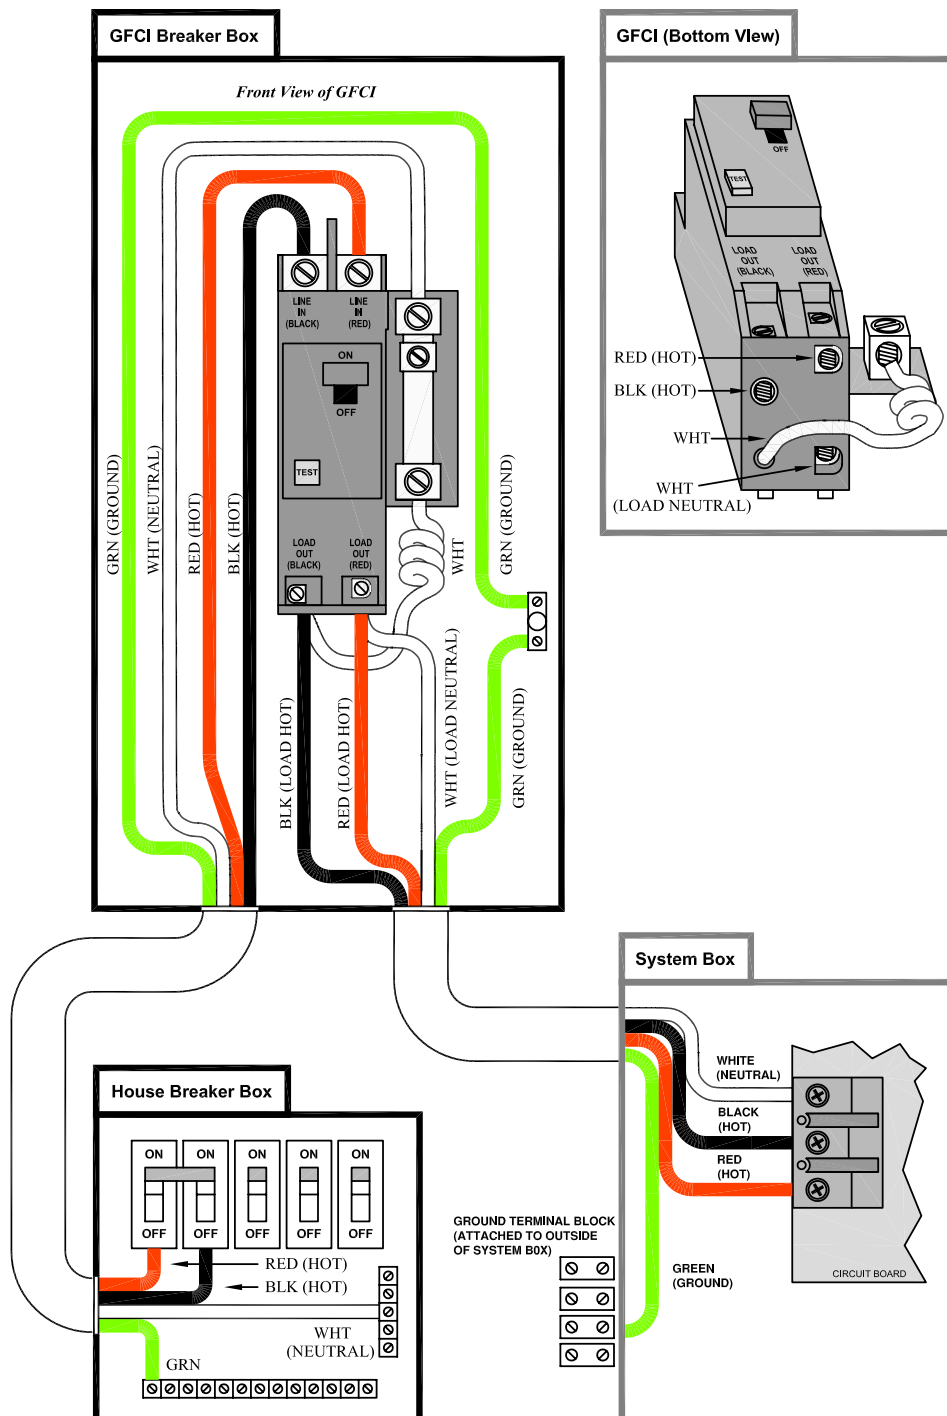 GFCI Breaker Box
Front View of GFCI
LINE
IN
(BLACK)
LINE
IN
(RED)
ON
OFF
TEST
LOAD
OUT
(BLACK)
LOAD
OUT
(RED)
GRN (GROUND)
WHT (NEUTRAL)
RED (HOT)
BLK (HOT)
WHT
GRN (GROUND)
BLK (LOAD HOT)
RED (LOAD HOT)
WHT (LOAD NEUTRAL)
GRN (GROUND)
GFCI (Bottom VIew)
OFF
TEST
LOAD
OUT
(BLACK)
LOAD
OUT
(RED)
RED (HOT)
BLK (HOT)
WHT
WHT
(LOAD NEUTRAL)
System Box
WHITE
(NEUTRAL)
BLACK
(HOT)
RED
(HOT)
GROUND TERMINAL BLOCK
(ATTACHED TO OUTSIDE
OF SYSTEM B0X)
GREEN
(GROUND)
CIRCUIT BOARD
House Breaker Box
ON ON ON ON ON
OFF OFF OFF OFF OFF
RED (HOT)
BLK (HOT)
WHT
(NEUTRAL)
GRN